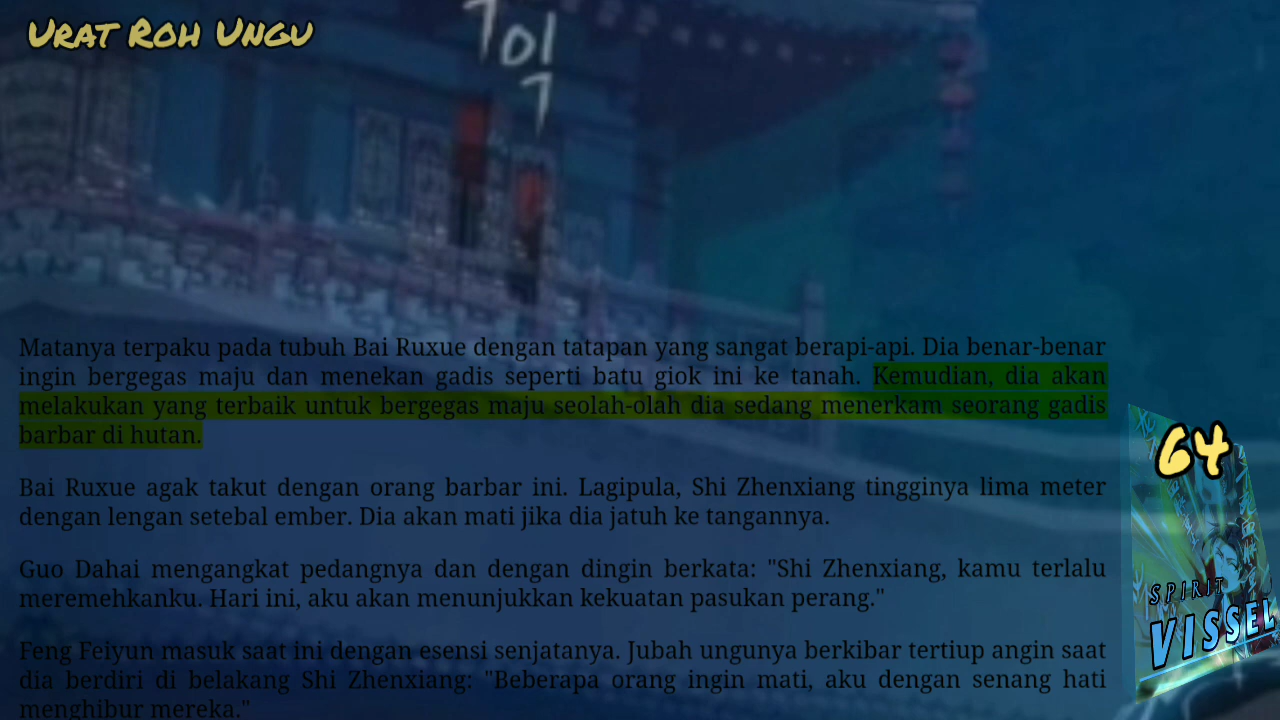 Urat Roh Ungu
Matanya terpaku pada tubuh Bai Ruxue dengan tatapan yang sangat berapi-api. Dia benar-benar
ingin bergegas maju dan menekan gadis seperti batu giok ini ke tanah. Kemudian, dia akan
melakukan yang terbaik untuk bergegas maju seolah-olah dia sedang menerkam seorang gadis
barbar di hutan.
Bai Ruxue agak takut dengan orang barbar ini. Lagipula, Shi Zhenxiang tingginya lima meter
dengan lengan setebal ember. Dia akan mati jika dia jatuh ke tangannya.
Guo Dahai mengangkat pedangnya dan dengan dingin berkata: "Shi Zhenxiang, kamu terlalu
meremehkanku. Hari ini, aku akan menunjukkan kekuatan pasukan perang."
Feng Feiyun masuk saat ini dengan esensi senjatanya. Jubah ungunya berkibar tertiup angin saat
dia berdiri di belakang Shi Zhenxiang: "Beberapa orang ingin mati, aku dengan senang hati
menghibur mereka."
64
SPIRIT
VISSEL